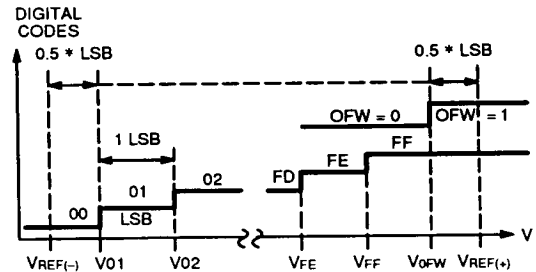 DIGITAL
CODES
0.5 * LSB
0.5 * LSB
OFW = 0
OFW = 1
1 LSB
FF
FE
FD
02
01
LSB
00
V
VREF(-)
V01
V02
VFE
VFF
VOFW
VREF(+)